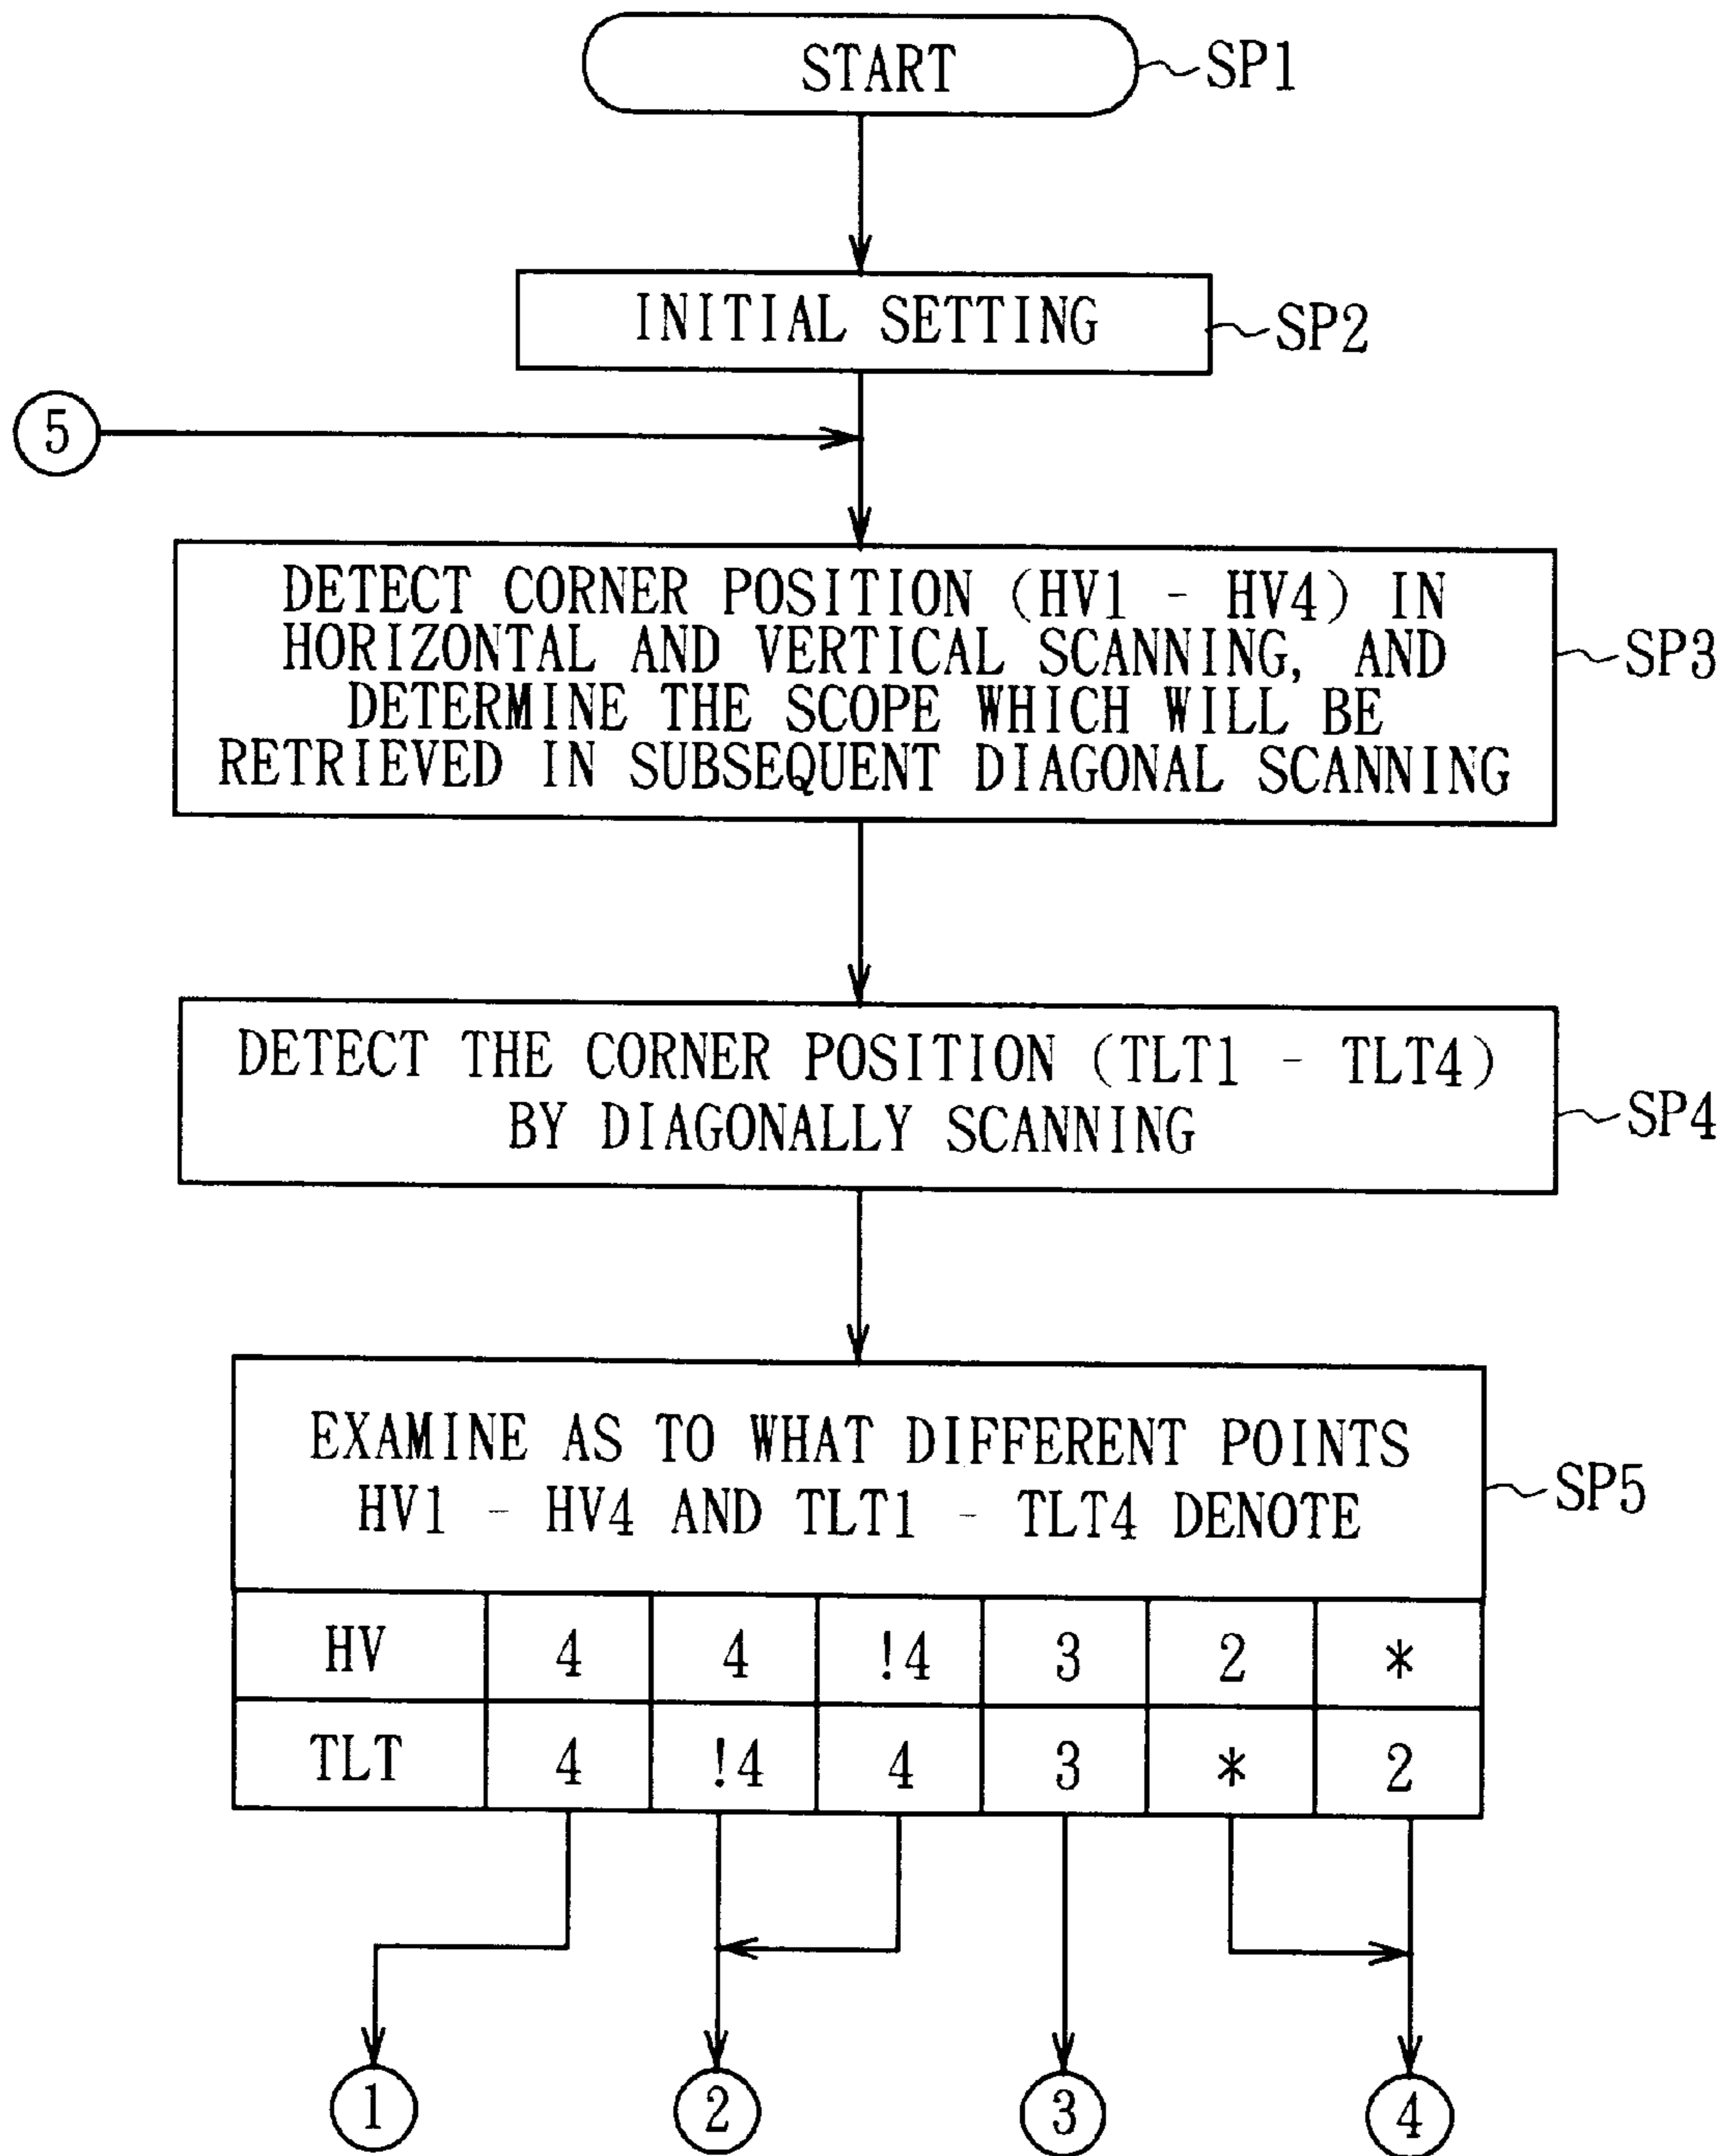 START
SP1
INITIAL SETTING
SP2
5
DETECT CORNER POSITION (HV1 - HV4) IN
HORIZONTAL AND VERTICAL SCANNING, AND
DETERMINE THE SCOPE WHICH WILL BE
RETRIEVED IN SUBSEQUENT DIAGONAL SCANNING
SP3
DETECT THE CORNER POSITION (TLT1 - TLT4)
BY DIAGONALLY SCANNING
SP4
EXAMINE AS TO WHAT DIFFERENT POINTS
HV1 - HV4 AND TLT1 - TLT4 DENOTE
SP5
HV 4 4 !4 3 2 *
TLT 4 !4 4 3 * 2
1 2 3 4